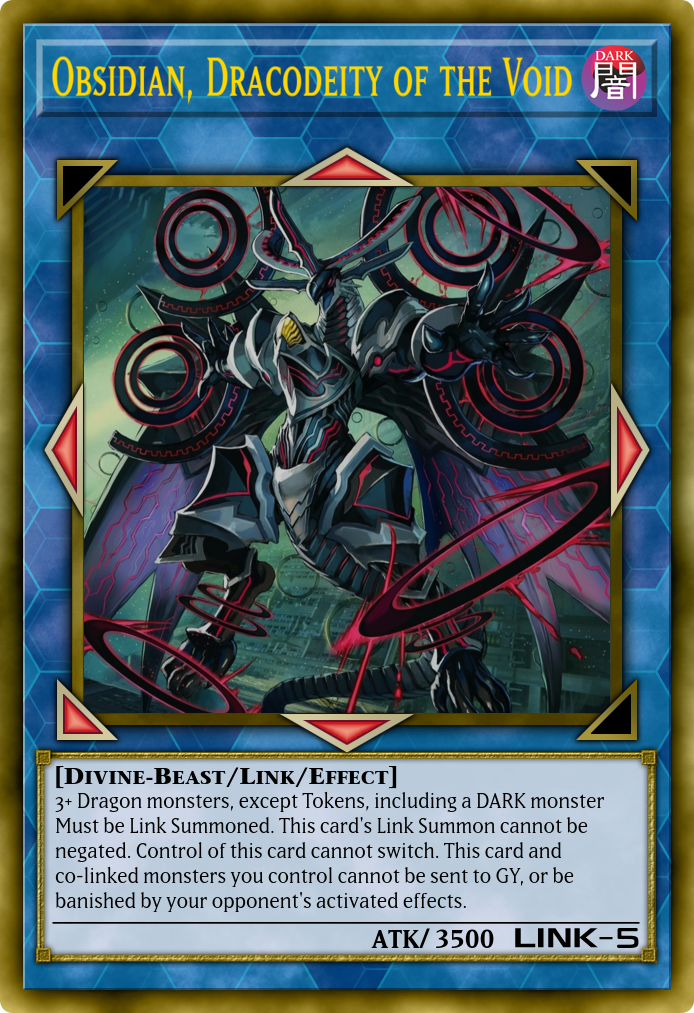 Obsidian, Dracodeity of the Void
DARK
闇
[Divine-Beast/Link/Effect]
3+ Dragon monsters, except Tokens, including a DARK monster
Must be Link Summoned. This card's Link Summon cannot be
negated. Control of this card cannot switch. This card and
co-linked monsters you control cannot be sent to GY, or be
banished by your opponent's activated effects.
ATK/ 3500 LINK-5